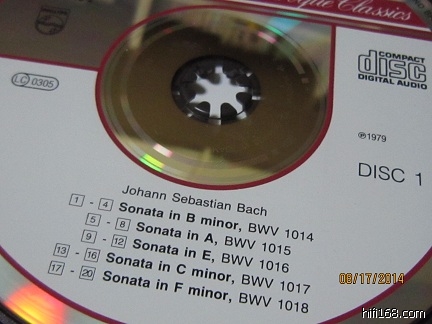 Classics
COMPACT
disc
DIGITAL AUDIO
LC 0305
℗1979
DISC 1
Johann Sebastian Bach
1 - 4 Sonata in B minor, BWV 1014
5 - 8 Sonata in A, BWV 1015
9 - 12 Sonata in E, BWV 1016
13 - 16 Sonata in C minor, BWV 1017
17 - 20 Sonata in F minor, BWV 1018
08/17/2014
hifi168.com